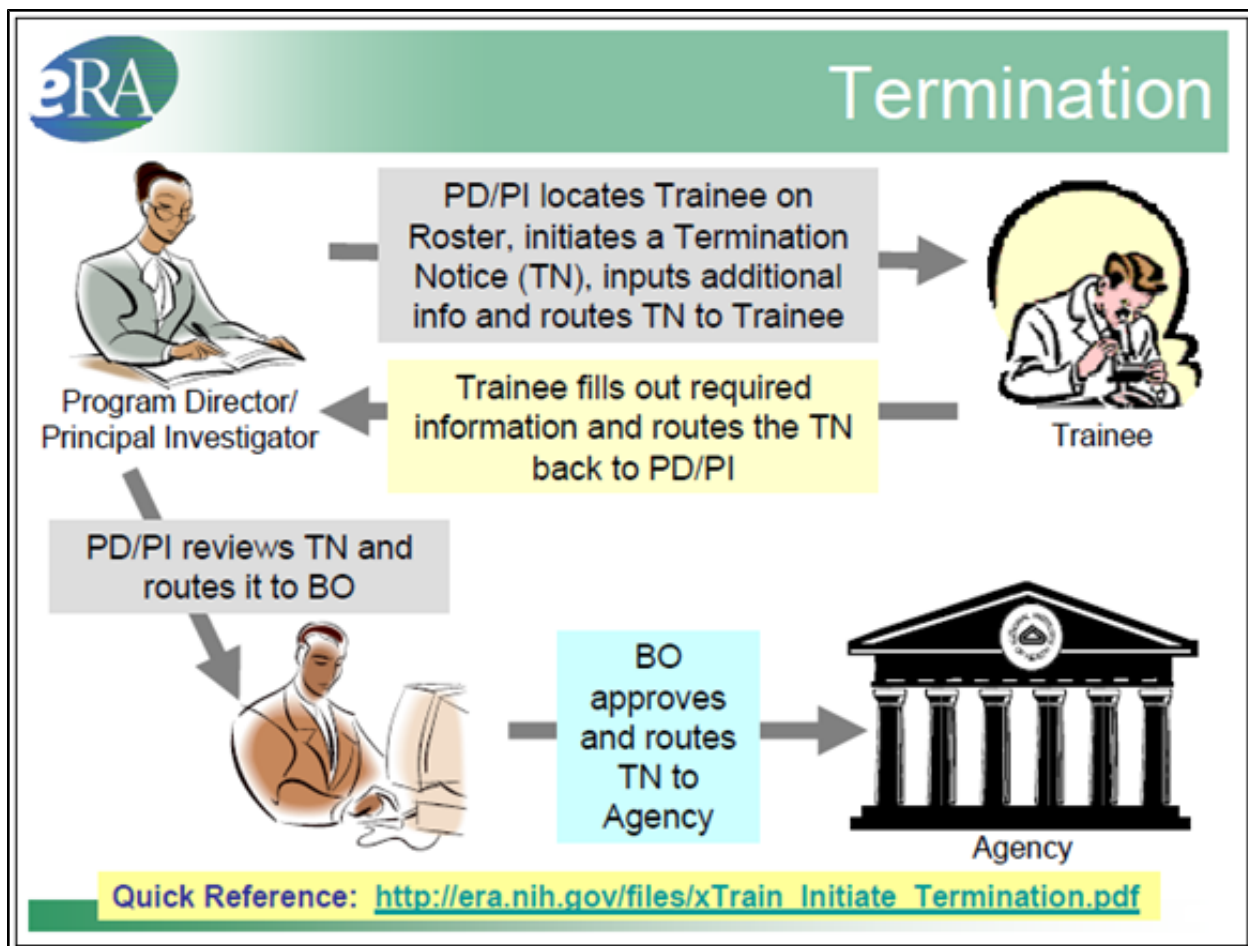 eRA
Termination
PD/PI locates Trainee on
Roster, initiates a Termination
Notice (TN), inputs additional
info and routes TN to Trainee
Program Director/
Principal Investigator
Trainee fills out required
information and routes the TN
back to PD/PI
Trainee
PD/PI reviews TN and
routes it to BO
BO
approves
and routes
TN to
Agency
Agency
Quick Reference: http://era.nih.gov/files/xTrain_Initiate_Termination.pdf